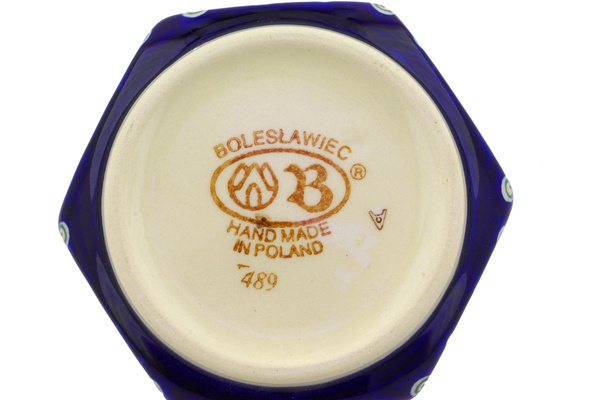 BOLESŁAWIEC
B ®
HAND MADE
IN POLAND
489